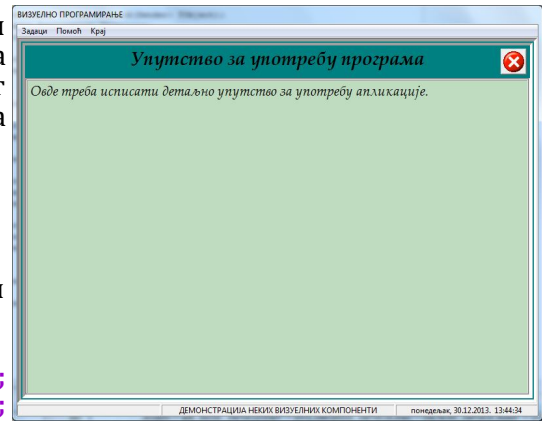 ВИЗУЕЛНО ПРОГРАМИРАЊЕ
Задаци Помоћ Крај
Упутство за употребу програма
Овде треба исписати детаљно упутство за употребу апликације.
ДЕМОНСТРАЦИЈА НЕКИХ ВИЗУЕЛНИХ КОМПОНЕНТИ
понедељак, 30.12.2013. 13:44:34